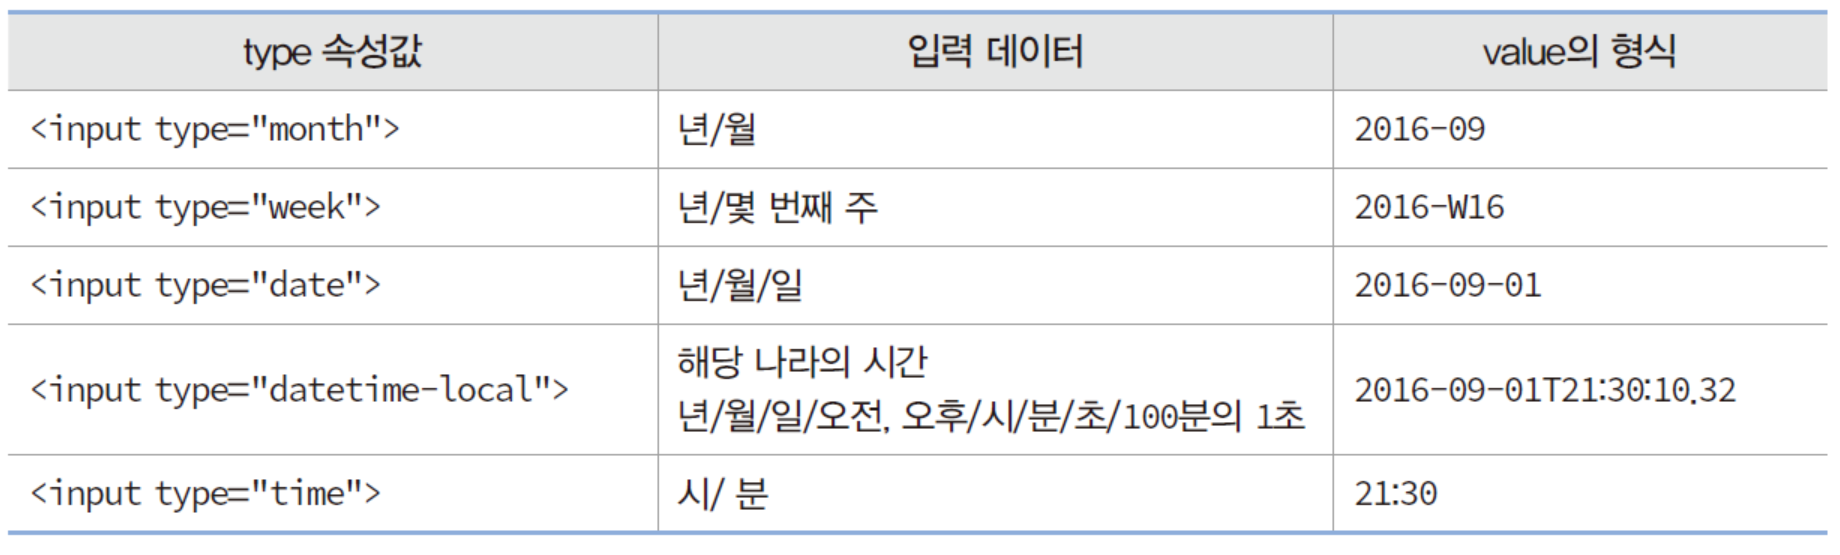 type 속성값 입력 데이터 value의 형식
<input type="month"> 년/월 2016-09
<input type="week"> 년/몇 번째 주 2016-W16
<input type="date"> 년/월/일 2016-09-01
<input type="datetime-local"> 해당 나라의 시간
년/월/일/오전, 오후/시/분/초/100분의 1초 2016-09-01T21:30:10.32
<input type="time"> 시/ 분 21:30